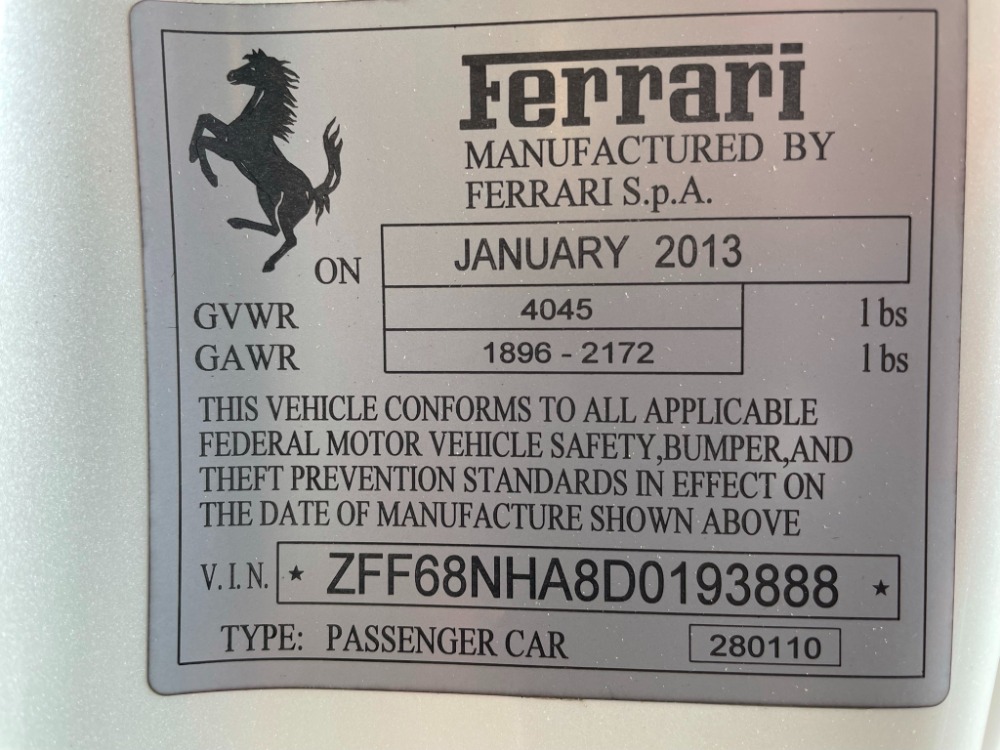 Ferrari
MANUFACTURED BY
FERRARI S.p.A.
ON JANUARY 2013
GVWR 4045 lbs
GAWR 1896 - 2172 lbs
THIS VEHICLE CONFORMS TO ALL APPLICABLE
FEDERAL MOTOR VEHICLE SAFETY,BUMPER,AND
THEFT PREVENTION STANDARDS IN EFFECT ON
THE DATE OF MANUFACTURE SHOWN ABOVE
V.I.N. ★ ZFF68NHA8D0193888 ★
TYPE: PASSENGER CAR 280110